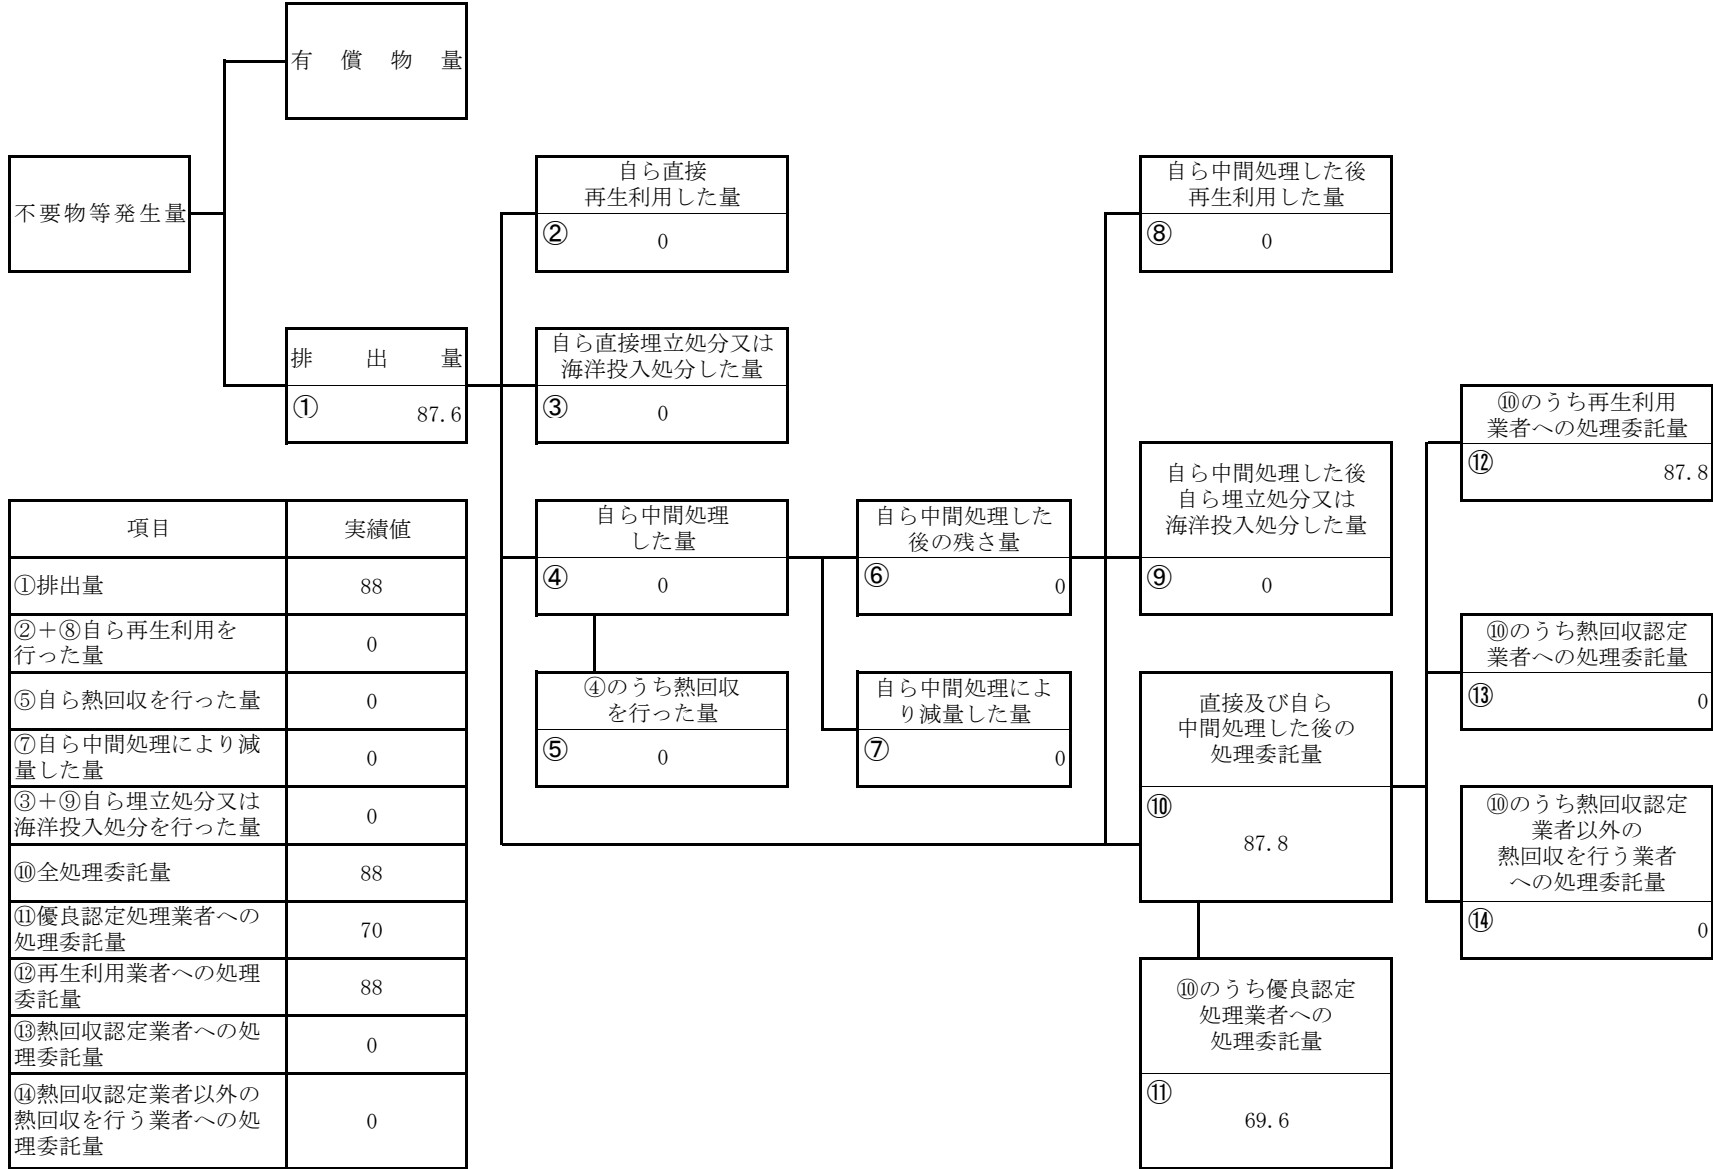 有償物量
不要物等発生量
排出量
①
87.6
自ら直接
再生利用した量
②
0
自ら直接埋立処分又は
海洋投入処分した量
③
0
自ら中間処理
した量
④
0
④のうち熱回収
を行った量
⑤
0
自ら中間処理した
後の残さ量
⑥
0
自ら中間処理によ
り減量した量
⑦
0
自ら中間処理した後
再生利用した量
⑧
0
自ら中間処理した後
自ら埋立処分又は
海洋投入処分した量
⑨
0
直接及び自ら
中間処理した後の
処理委託量
⑩
87.8
⑩のうち優良認定
処理業者への
処理委託量
⑪
69.6
⑩のうち再生利用
業者への処理委託量
⑫
87.8
⑩のうち熱回収認定
業者への処理委託量
⑬
0
⑩のうち熱回収認定
業者以外の
熱回収を行う業者
への処理委託量
⑭
0
項目 実績値
①排出量 88
②＋⑧自ら再生利用を
行った量 0
⑤自ら熱回収を行った量 0
⑦自ら中間処理により減
量した量 0
③＋⑨自ら埋立処分又は
海洋投入処分を行った量 0
⑩全処理委託量 88
⑪優良認定処理業者への
処理委託量 70
⑫再生利用業者への処理
委託量 88
⑬熱回収認定業者への処
理委託量 0
⑭熱回収認定業者以外の
熱回収を行う業者への処
理委託量 0